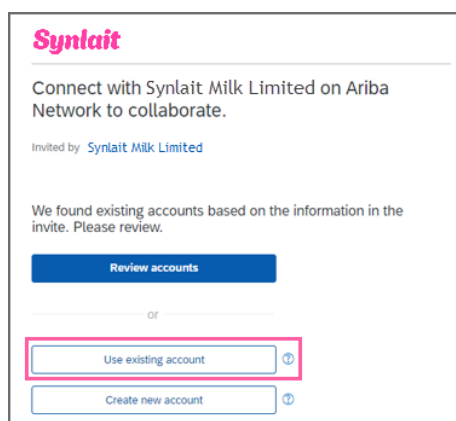 Synlait
Connect with Synlait Milk Limited on Ariba
Network to collaborate.
Invited by Synlait Milk Limited
We found existing accounts based on the information in the
invite. Please review.
Review accounts
or
Use existing account ?
Create new account ?